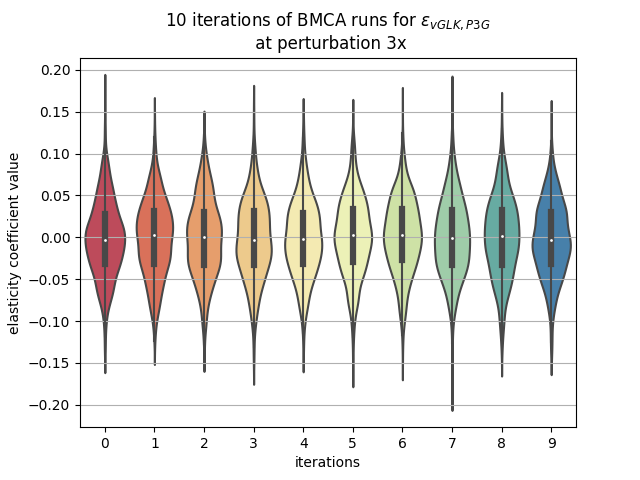 10 iterations of BMCA runs for ε_{vGLK,P3G}
at perturbation 3x
elasticity coefficient value
0.20
0.15
0.10
0.05
0.00
−0.05
−0.10
−0.15
−0.20
0 1 2 3 4 5 6 7 8 9
iterations